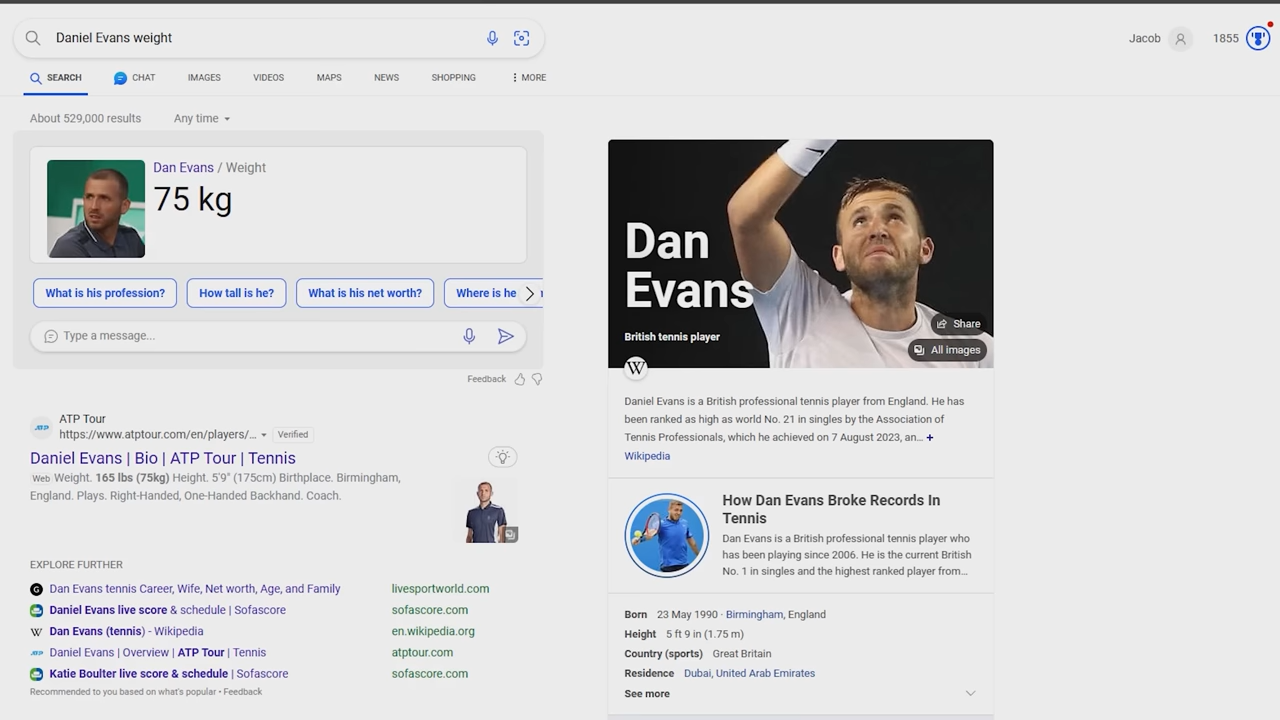 Daniel Evans weight
Jacob
1855
SEARCH
CHAT
IMAGES
VIDEOS
MAPS
NEWS
SHOPPING
MORE
About 529,000 results
Any time
Dan Evans / Weight
75 kg
What is his profession?
How tall is he?
What is his net worth?
Where is he
Type a message...
Feedback
ATP Tour
https://www.atptour.com/en/players/…
Verified
Daniel Evans | Bio | ATP Tour | Tennis
Web Weight. 165 lbs (75kg) Height. 5'9" (175cm) Birthplace. Birmingham,
England. Plays. Right-Handed, One-Handed Backhand. Coach.
EXPLORE FURTHER
Dan Evans tennis Career, Wife, Net worth, Age, and Family
livesportworld.com
Daniel Evans live score & schedule | Sofascore
sofascore.com
Dan Evans (tennis) - Wikipedia
en.wikipedia.org
Daniel Evans | Overview | ATP Tour | Tennis
atptour.com
Katie Boulter live score & schedule | Sofascore
sofascore.com
Recommended to you based on what's popular • Feedback
Dan
Evans
British tennis player
Share
All images
W
Daniel Evans is a British professional tennis player from England. He has
been ranked as high as world No. 21 in singles by the Association of
Tennis Professionals, which he achieved on 7 August 2023, an… +
Wikipedia
How Dan Evans Broke Records In
Tennis
Dan Evans is a British professional tennis player who
has been playing since 2006. He is the current British
No. 1 in singles and the highest ranked player from…
Born 23 May 1990 · Birmingham, England
Height 5 ft 9 in (1.75 m)
Country (sports) Great Britain
Residence Dubai, United Arab Emirates
See more